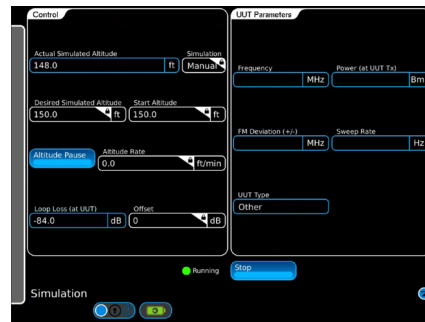 Control
UUT Parameters
Actual Simulated Altitude
Simulation
148.0 ft
Manual
Frequency
Power (at UUT Tx)
MHz
Bm
Desired Simulated Altitude
Start Altitude
150.0 ft
150.0 ft
FM Deviation (+/-)
Sweep Rate
MHz
Hz
Altitude Pause
Altitude Rate
0.0 ft/min
UUT Type
Other
Loop Loss (at UUT)
Offset
-84.0 dB
0 dB
Running
Stop
Simulation